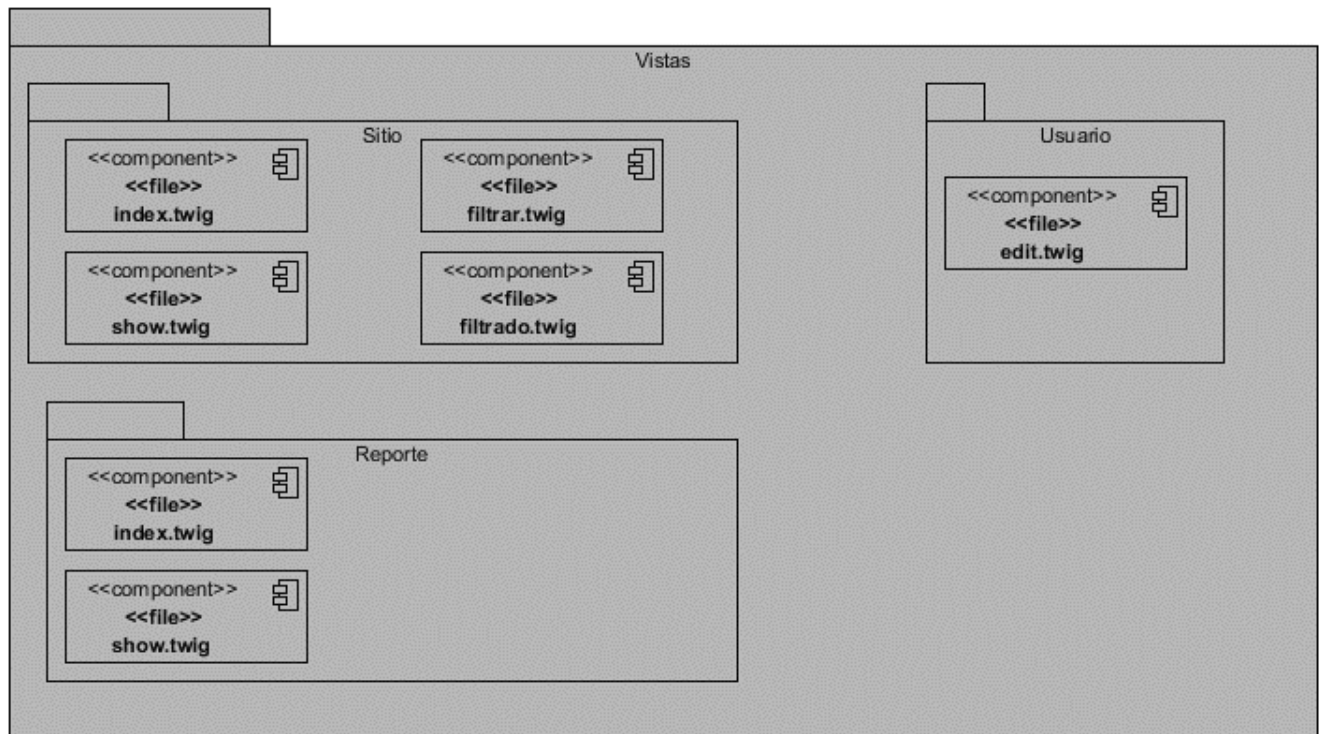 Vistas
Sitio
<<component>>
<<file>>
index.twig
<<component>>
<<file>>
filtrar.twig
<<component>>
<<file>>
show.twig
<<component>>
<<file>>
filtrado.twig
Usuario
<<component>>
<<file>>
edit.twig
Reporte
<<component>>
<<file>>
index.twig
<<component>>
<<file>>
show.twig